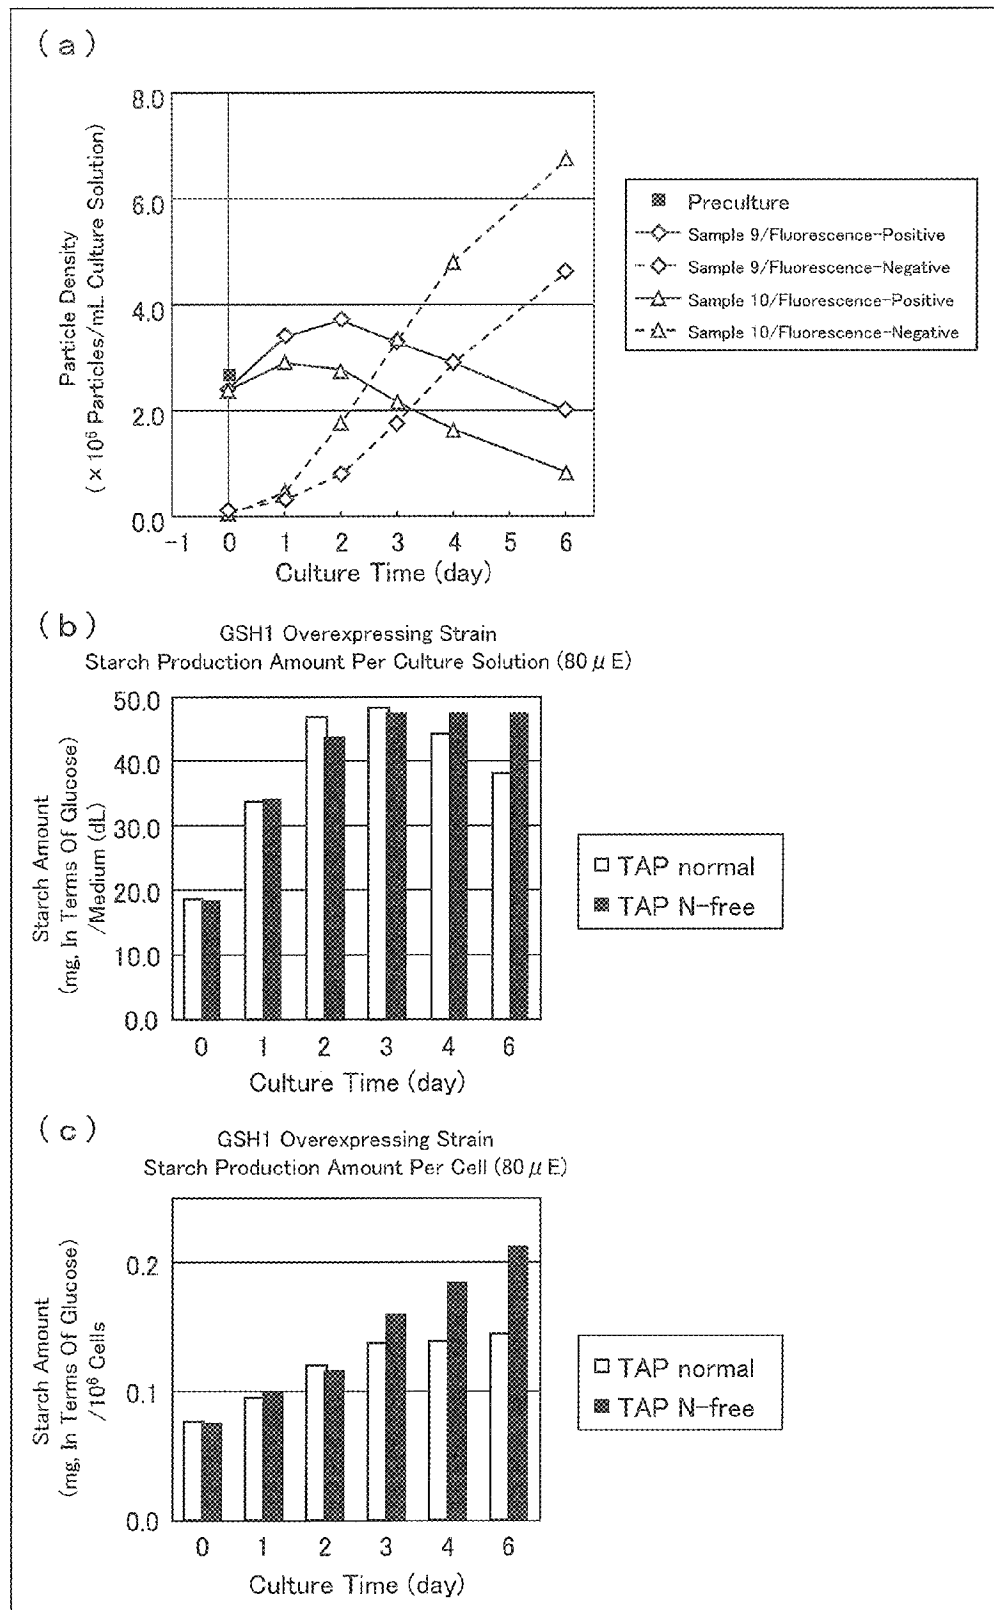 (a)
8.0
6.0
4.0
2.0
0.0
Particle Density
(×10⁶ Particles/mL Culture Solution)
-1 0 1 2 3 4 5 6
Culture Time (day)
Preculture
Sample 9/Fluorescence-Positive
Sample 9/Fluorescence-Negative
Sample 10/Fluorescence-Positive
Sample 10/Fluorescence-Negative
(b)
GSH1 Overexpressing Strain
Starch Production Amount Per Culture Solution (80 μE)
50.0
40.0
30.0
20.0
10.0
0.0
Starch Amount
(mg, In Terms Of Glucose)
/Medium (dL)
0 1 2 3 4 6
Culture Time (day)
TAP normal
TAP N-free
(c)
GSH1 Overexpressing Strain
Starch Production Amount Per Cell (80 μE)
0.2
0.1
0.0
Starch Amount
(mg, In Terms Of Glucose)
/10⁶ Cells
0 1 2 3 4 6
Culture Time (day)
TAP normal
TAP N-free